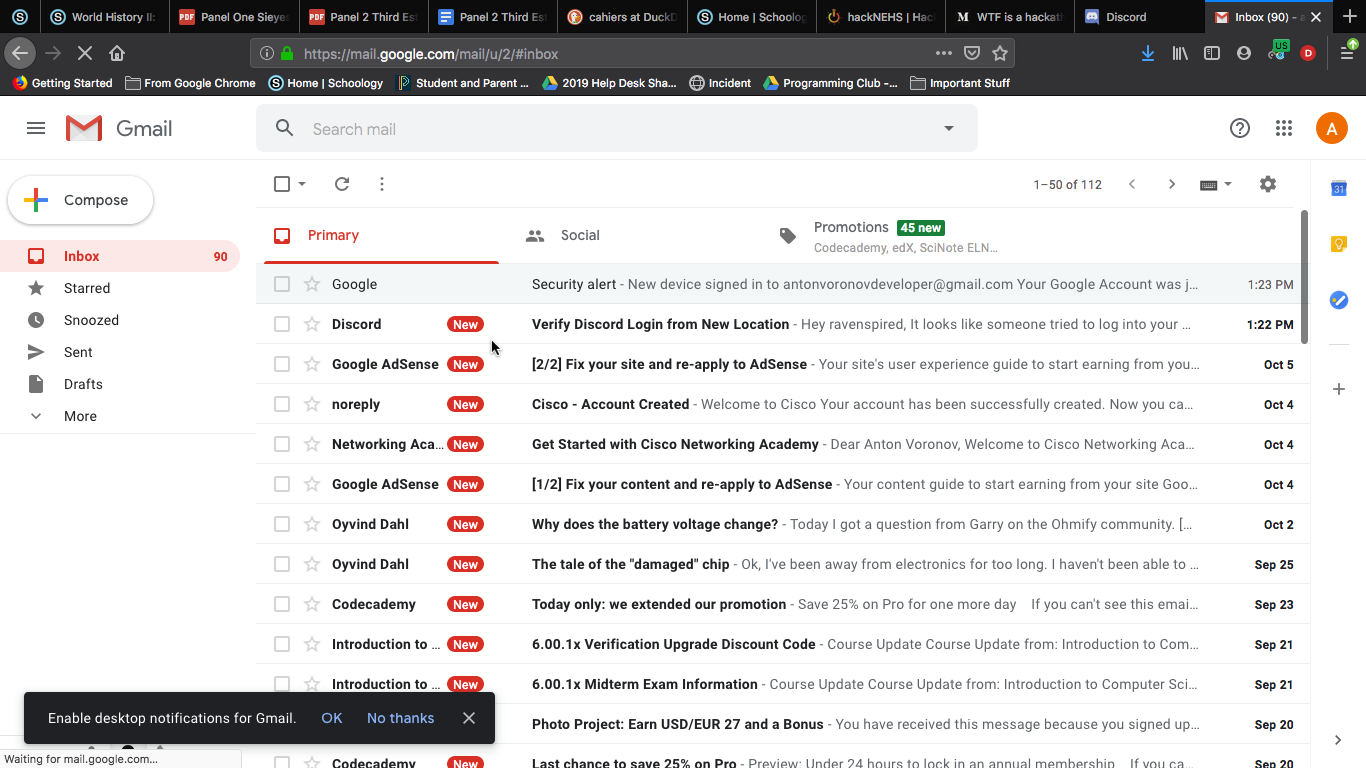 World History II:
Panel One Sieye
Panel 2 Third Est
Panel 2 Third Est
cahiers at DuckD
Home | Schoolog
hackNEHS | Hac
WTF is a hackath
Discord
Inbox (90) - a
https://mail.google.com/mail/u/2/#inbox
US
D
Getting Started
From Google Chrome
Home | Schoology
Student and Parent ...
2019 Help Desk Sha...
Incident
Programming Club -...
Important Stuff
Gmail
Search mail
A
Compose
1–50 of 112
31
Primary
Social
Promotions 45 new
Codecademy, edX, SciNote ELN…
Inbox 90
Starred
Snoozed
Sent
Drafts
More
Google Security alert - New device signed in to antonvoronovdeveloper@gmail.com Your Google Account was j… 1:23 PM
Discord New Verify Discord Login from New Location - Hey ravenspired, It looks like someone tried to log into your … 1:22 PM
Google AdSense New [2/2] Fix your site and re-apply to AdSense - Your site's user experience guide to start earning from you… Oct 5
noreply New Cisco - Account Created - Welcome to Cisco Your account has been successfully created. Now you ca… Oct 4
Networking Aca… New Get Started with Cisco Networking Academy - Dear Anton Voronov, Welcome to Cisco Networking Aca… Oct 4
Google AdSense New [1/2] Fix your content and re-apply to AdSense - Your content guide to start earning from your site Goo… Oct 4
Oyvind Dahl New Why does the battery voltage change? - Today I got a question from Garry on the Ohmify community. [… Oct 2
Oyvind Dahl New The tale of the "damaged" chip - Ok, I've been away from electronics for too long. I haven't been able to … Sep 25
Codecademy New Today only: we extended our promotion - Save 25% on Pro for one more day If you can't see this emai… Sep 23
Introduction to … New 6.00.1x Verification Upgrade Discount Code - Course Update Course Update from: Introduction to Com… Sep 21
Introduction to … New 6.00.1x Midterm Exam Information - Course Update Course Update from: Introduction to Computer Sci… Sep 21
Photo Project: Earn USD/EUR 27 and a Bonus - You have received this message because you signed up… Sep 20
Codecademy New Last chance to save 25% on Pro - Preview: Under 24 hours to lock in an annual membership If you ca… Sep 20
Enable desktop notifications for Gmail. OK No thanks
Waiting for mail.google.com...